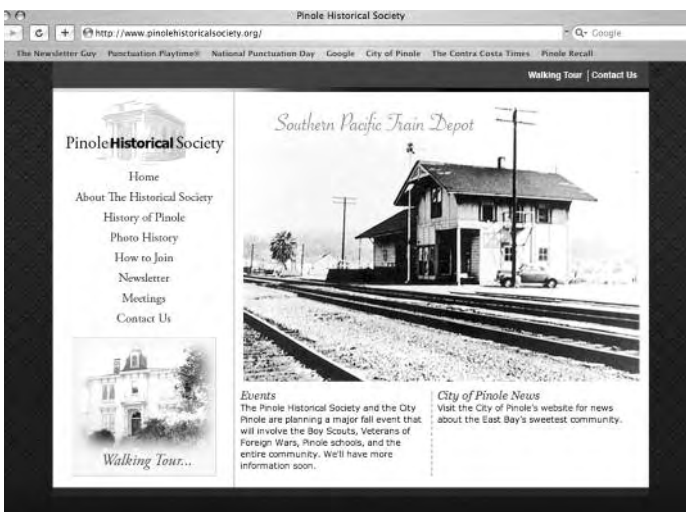 Pinole Historical Society
http://www.pinolehistoricalsociety.org/
Google
The Newsletter Guy Punctuation Playtime® National Punctuation Day Google City of Pinole The Contra Costa Times Pinole Recall
Walking Tour | Contact Us
Southern Pacific Train Depot
Pinole Historical Society
Home
About The Historical Society
History of Pinole
Photo History
How to Join
Newsletter
Meetings
Contact Us
Walking Tour...
Events
The Pinole Historical Society and the City
Pinole are planning a major fall event that
will involve the Boy Scouts, Veterans of
Foreign Wars, Pinole schools, and the
entire community. We'll have more
information soon.
City of Pinole News
Visit the City of Pinole's website for news
about the East Bay's sweetest community.